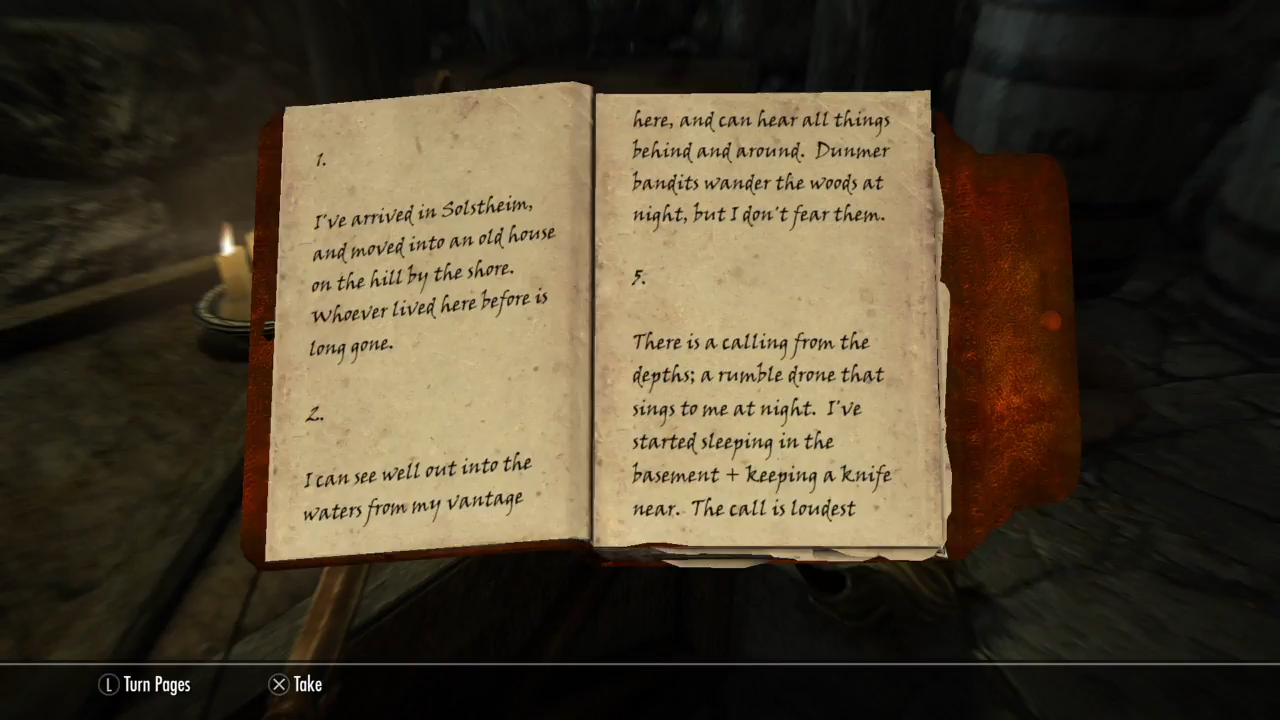 1.
I've arrived in Solstheim,
and moved into an old house
on the hill by the shore.
Whoever lived here before is
long gone.
2.
I can see well out into the
waters from my vantage
here, and can hear all things
behind and around. Dunmer
bandits wander the woods at
night, but I don't fear them.
5.
There is a calling from the
depths; a rumble drone that
sings to me at night. I've
started sleeping in the
basement + keeping a knife
near. The call is loudest
L Turn Pages
X Take